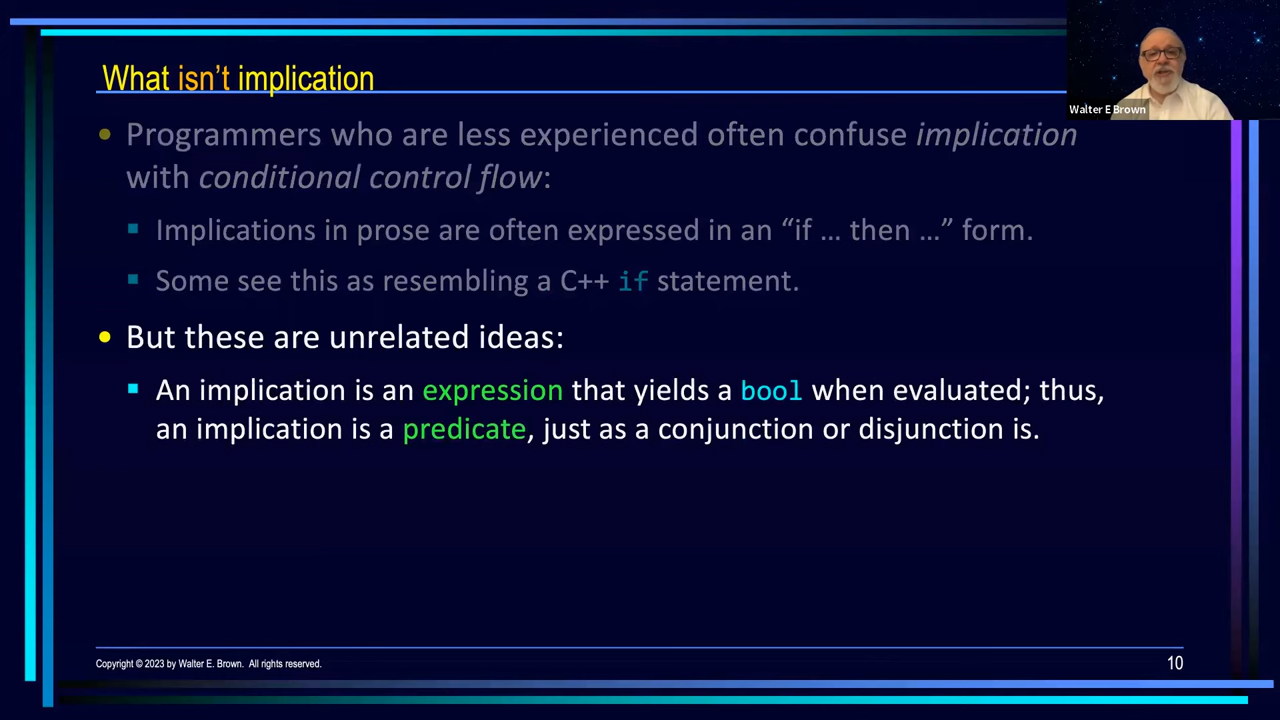 What isn't implication
Walter E Brown
• Programmers who are less experienced often confuse implication
with conditional control flow:
▪ Implications in prose are often expressed in an “if … then …” form.
▪ Some see this as resembling a C++ if statement.
• But these are unrelated ideas:
▪ An implication is an expression that yields a bool when evaluated; thus,
an implication is a predicate, just as a conjunction or disjunction is.
Copyright © 2023 by Walter E. Brown. All rights reserved.
10